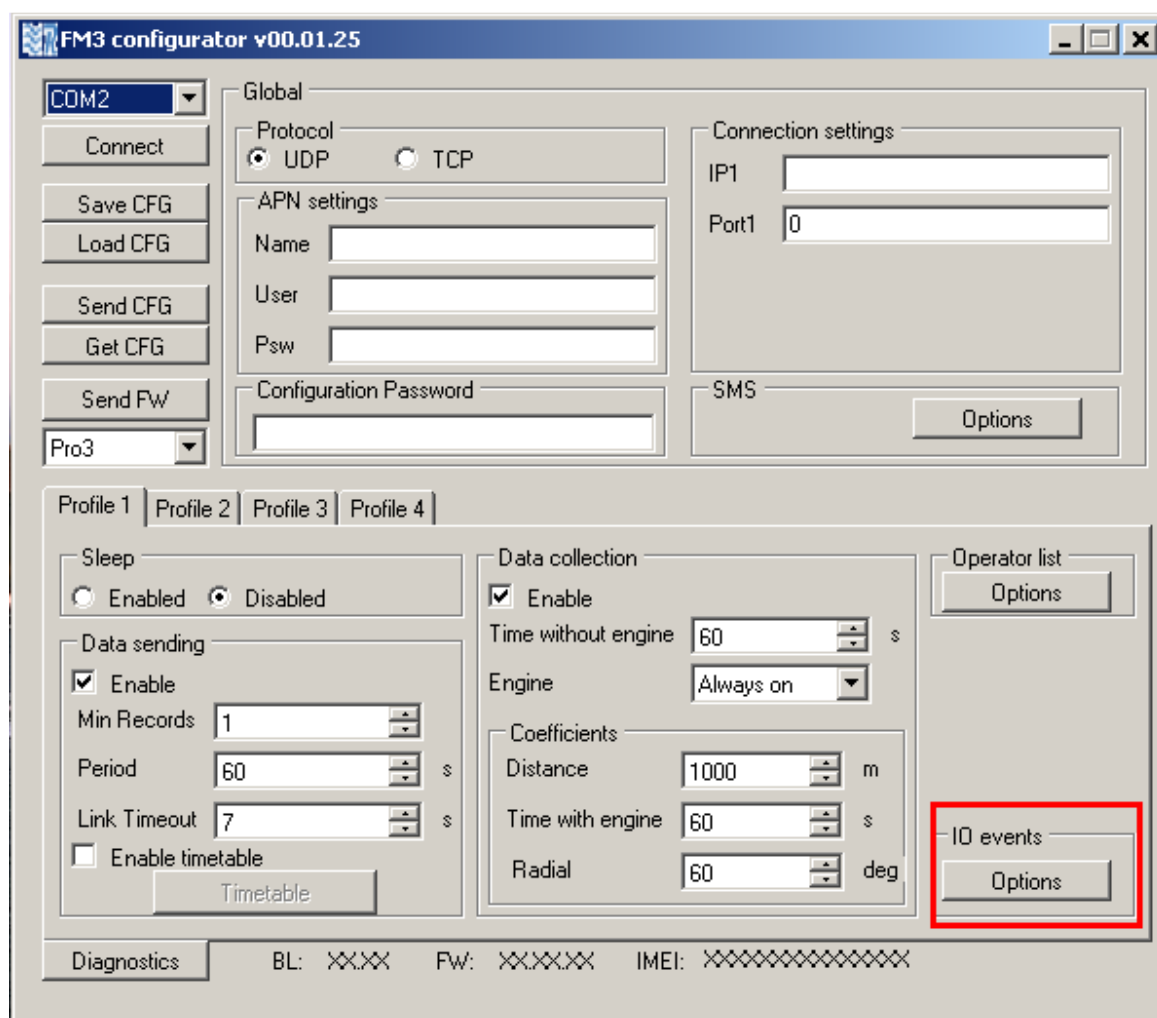 FM3 configurator v00.01.25
COM2
Connect
Save CFG
Load CFG
Send CFG
Get CFG
Send FW
Pro3
Global
Protocol
UDP TCP
APN settings
Name
User
Psw
Configuration Password
Connection settings
IP1
Port1 0
SMS
Options
Profile 1 Profile 2 Profile 3 Profile 4
Sleep
Enabled Disabled
Data sending
Enable
Min Records 1
Period 60 s
Link Timeout 7 s
Enable timetable
Timetable
Data collection
Enable
Time without engine 60 s
Engine Always on
Coefficients
Distance 1000 m
Time with engine 60 s
Radial 60 deg
Operator list
Options
IO events
Options
Diagnostics BL: XX.XX FW: XX.XX.XX IMEI: XXXXXXXXXXXXXXX